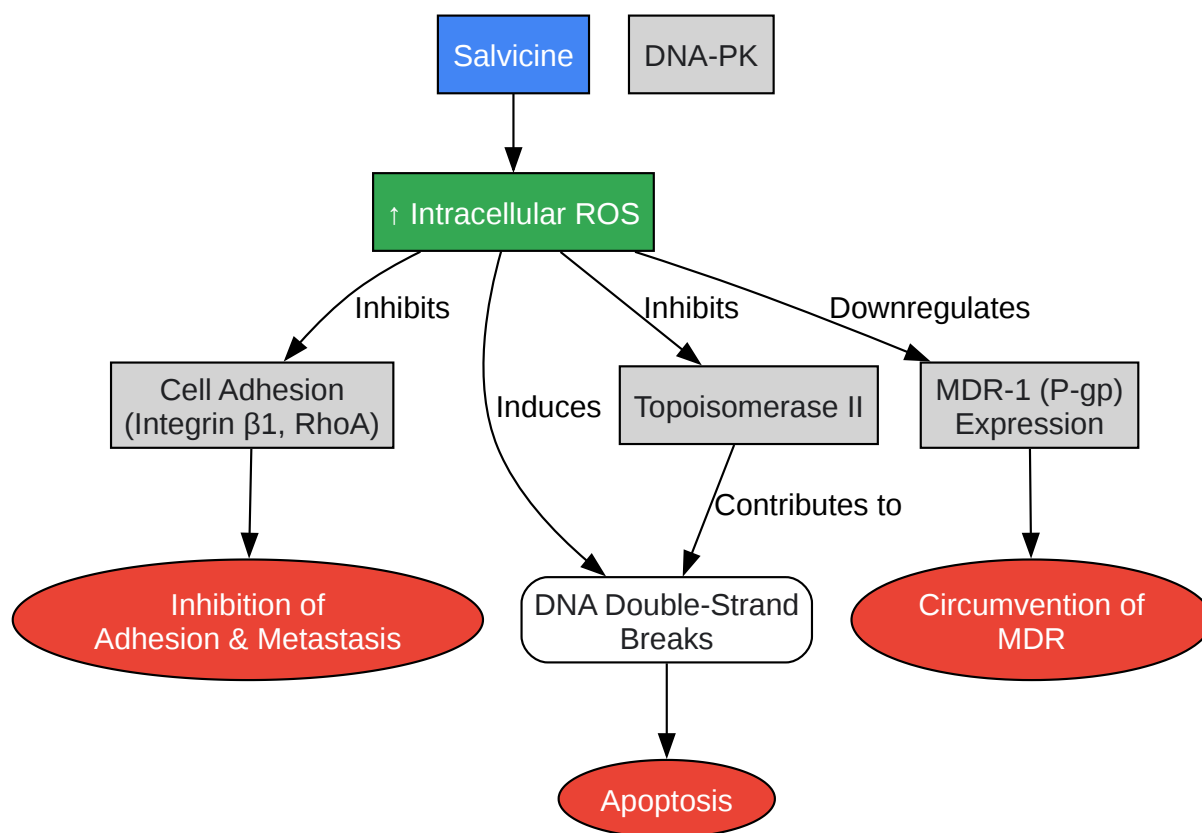 Salvicine
DNA-PK
↑ Intracellular ROS
Inhibits
Inhibits
Downregulates
Cell Adhesion
(Integrin β1, RhoA)
Induces
Topoisomerase II
MDR-1 (P-gp)
Expression
Contributes to
Inhibition of
Adhesion & Metastasis
DNA Double-Strand
Breaks
Circumvention of
MDR
Apoptosis